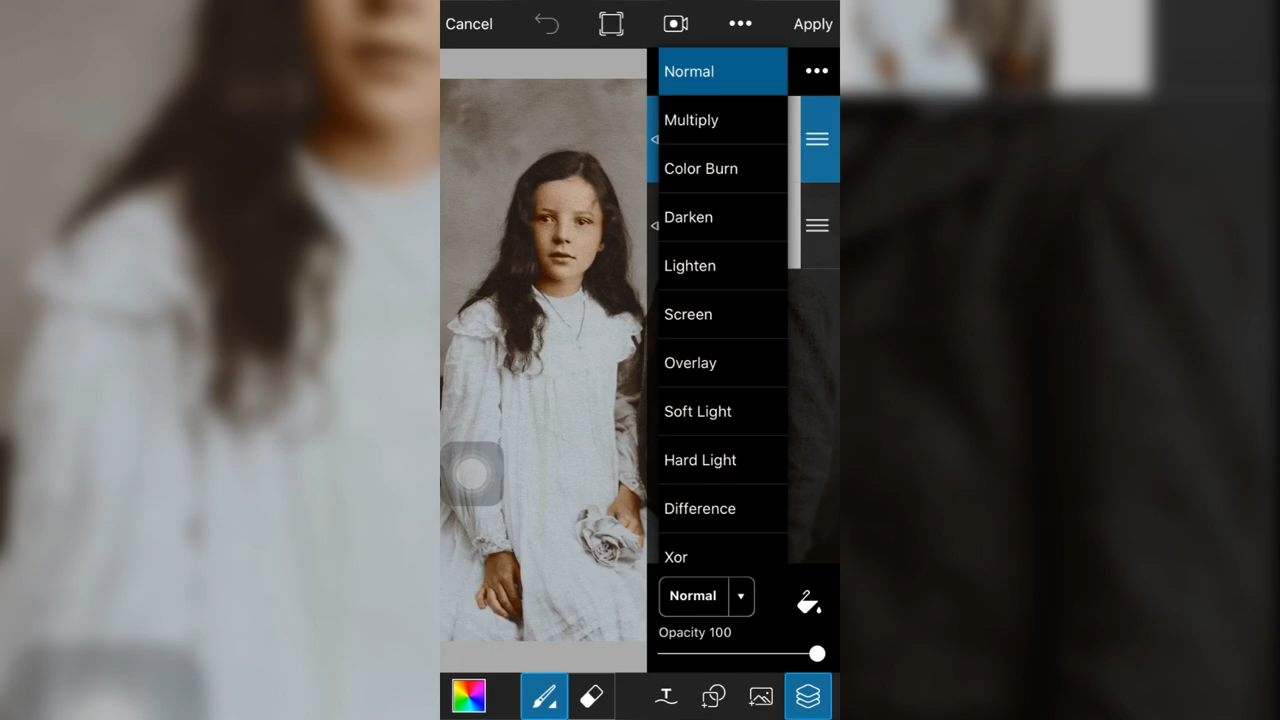 Cancel
Apply
Normal
Multiply
Color Burn
Darken
Lighten
Screen
Overlay
Soft Light
Hard Light
Difference
Xor
Normal
Opacity 100
T